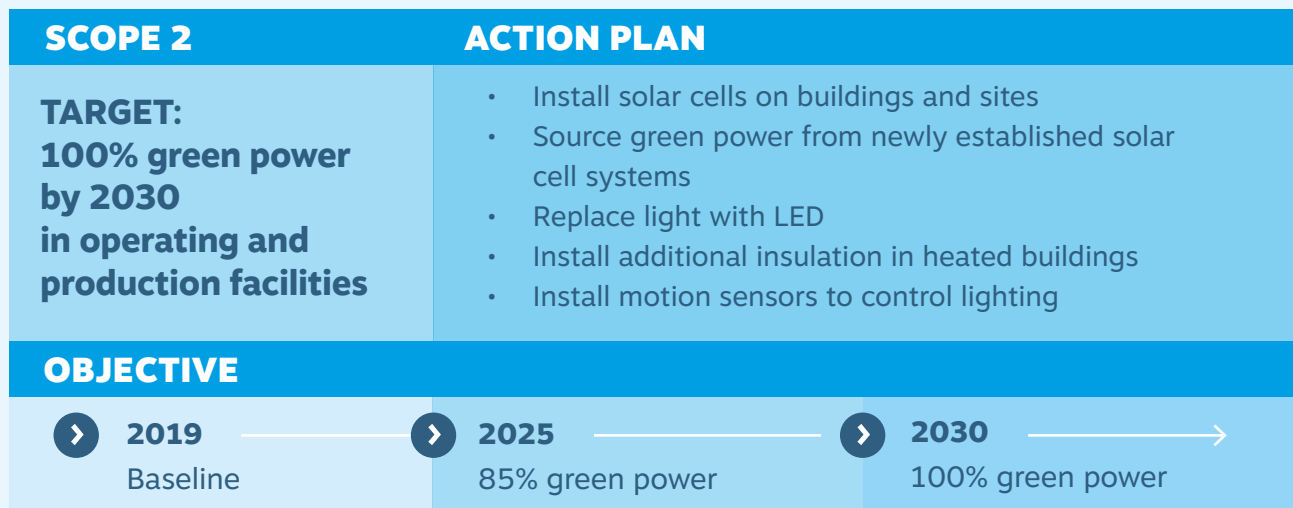 SCOPE 2
ACTION PLAN
TARGET:
100% green power
by 2030
in operating and
production facilities
• Install solar cells on buildings and sites
• Source green power from newly established solar
cell systems
• Replace light with LED
• Install additional insulation in heated buildings
• Install motion sensors to control lighting
OBJECTIVE
2019
Baseline
2025
85% green power
2030
100% green power